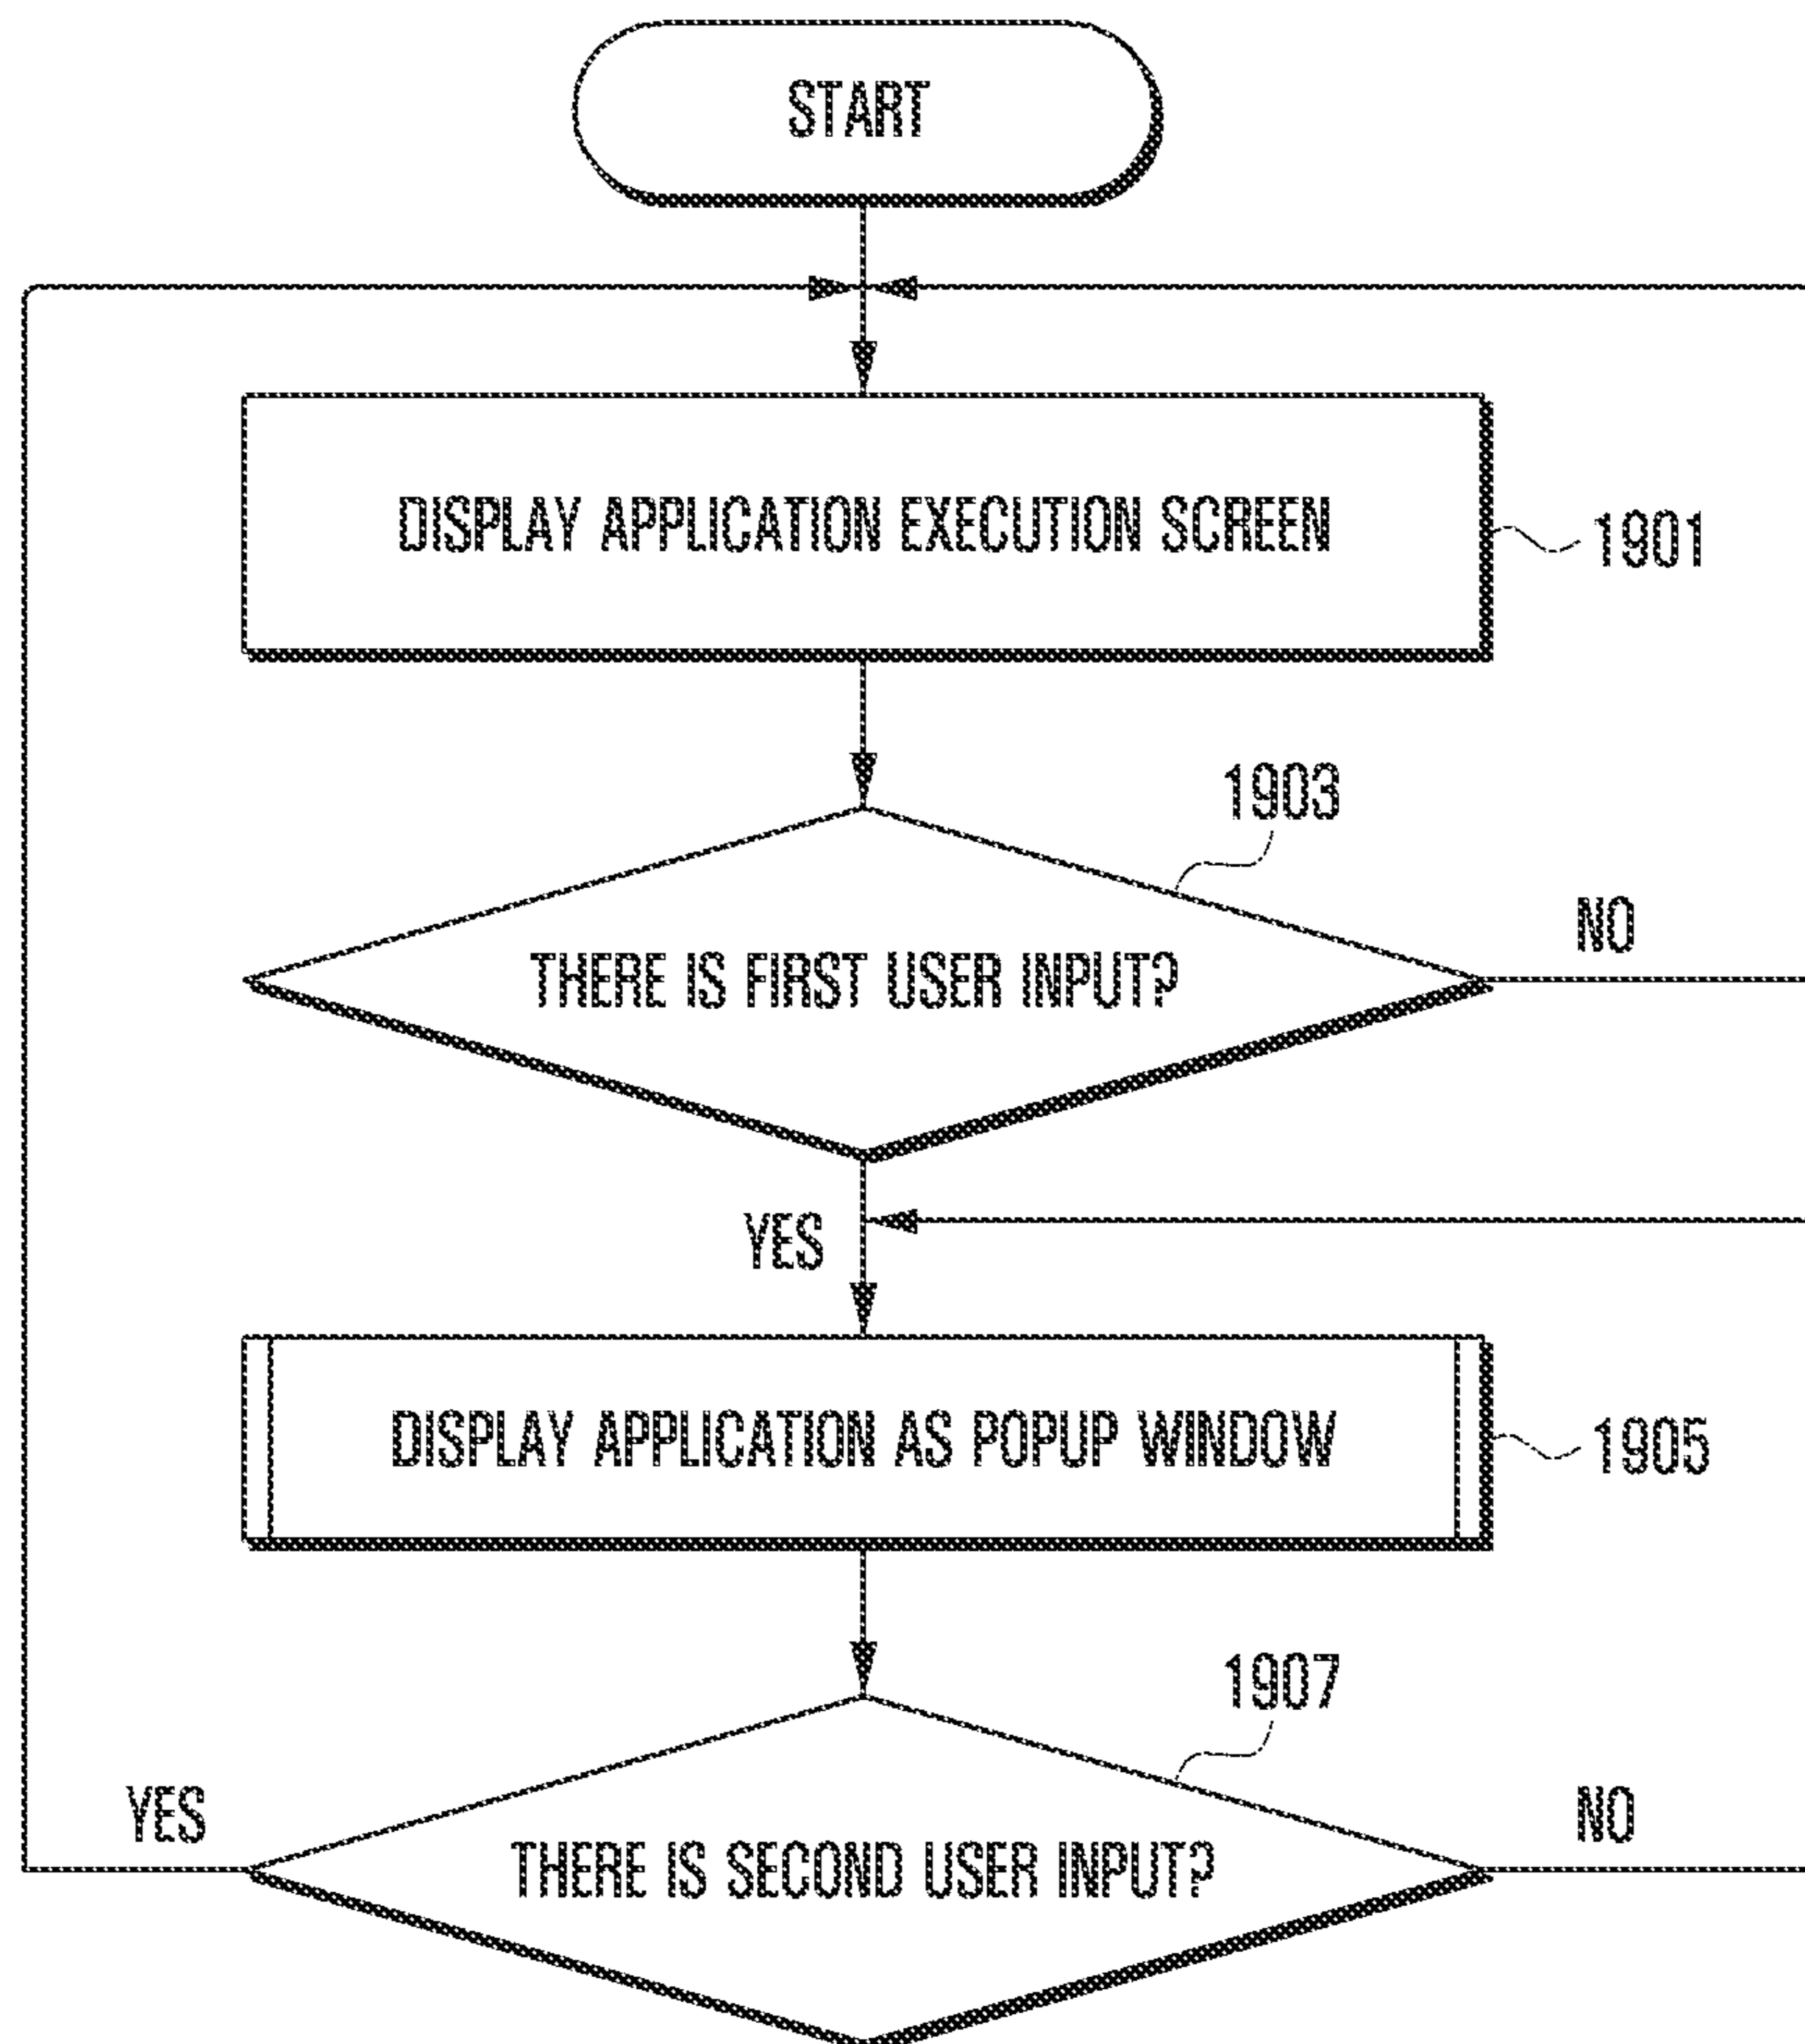 START
DISPLAY APPLICATION EXECUTION SCREEN
1901
1903
THERE IS FIRST USER INPUT?
NO
YES
DISPLAY APPLICATION AS POPUP WINDOW
1905
1907
YES
THERE IS SECOND USER INPUT?
NO